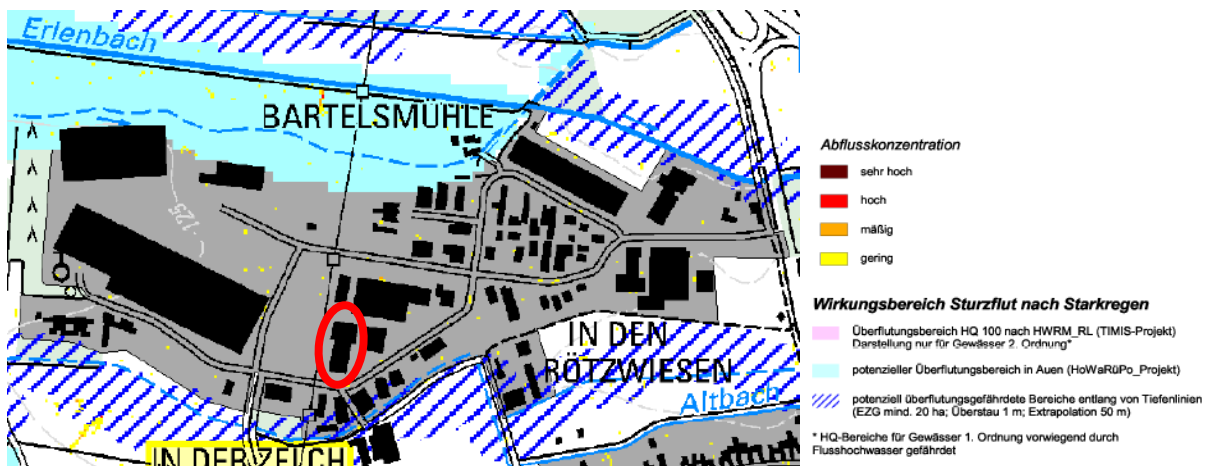 Erlenbach
BARTELSMÜHLE
125
IN DEN
RÖTZWIESEN
Altbach
IN DER ZEICH
Abflusskonzentration
sehr hoch
hoch
mäßig
gering
Wirkungsbereich Sturzflut nach Starkregen
Überflutungsbereich HQ 100 nach HWRM_RL (TIMIS-Projekt)
Darstellung nur für Gewässer 2. Ordnung*
potenzieller Überflutungsbereich in Auen (HoWaRüPo_Projekt)
potenziell überflutungsgefährdete Bereiche entlang von Tiefenlinien
(EZG mind. 20 ha; Überstau 1 m; Extrapolation 50 m)
* HQ-Bereiche für Gewässer 1. Ordnung vorwiegend durch
Flusshochwasser gefährdet